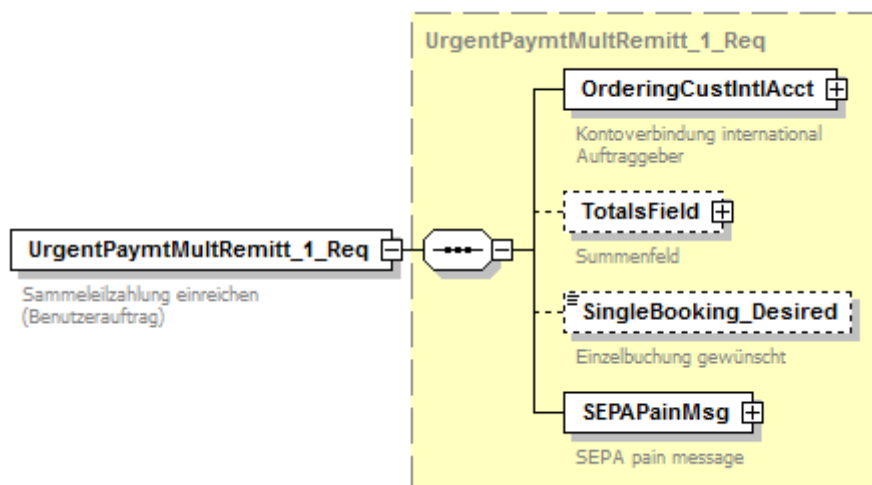 UrgentPaymtMultRemitt_1_Req
OrderingCustIntlAcct
Kontoverbindung international
Auftraggeber
TotalsField
Summenfeld
UrgentPaymtMultRemitt_1_Req
Sammeleilzahlung einreichen
(Benutzerauftrag)
SingleBooking_Desired
Einzelbuchung gewünscht
SEPAPainMsg
SEPA pain message